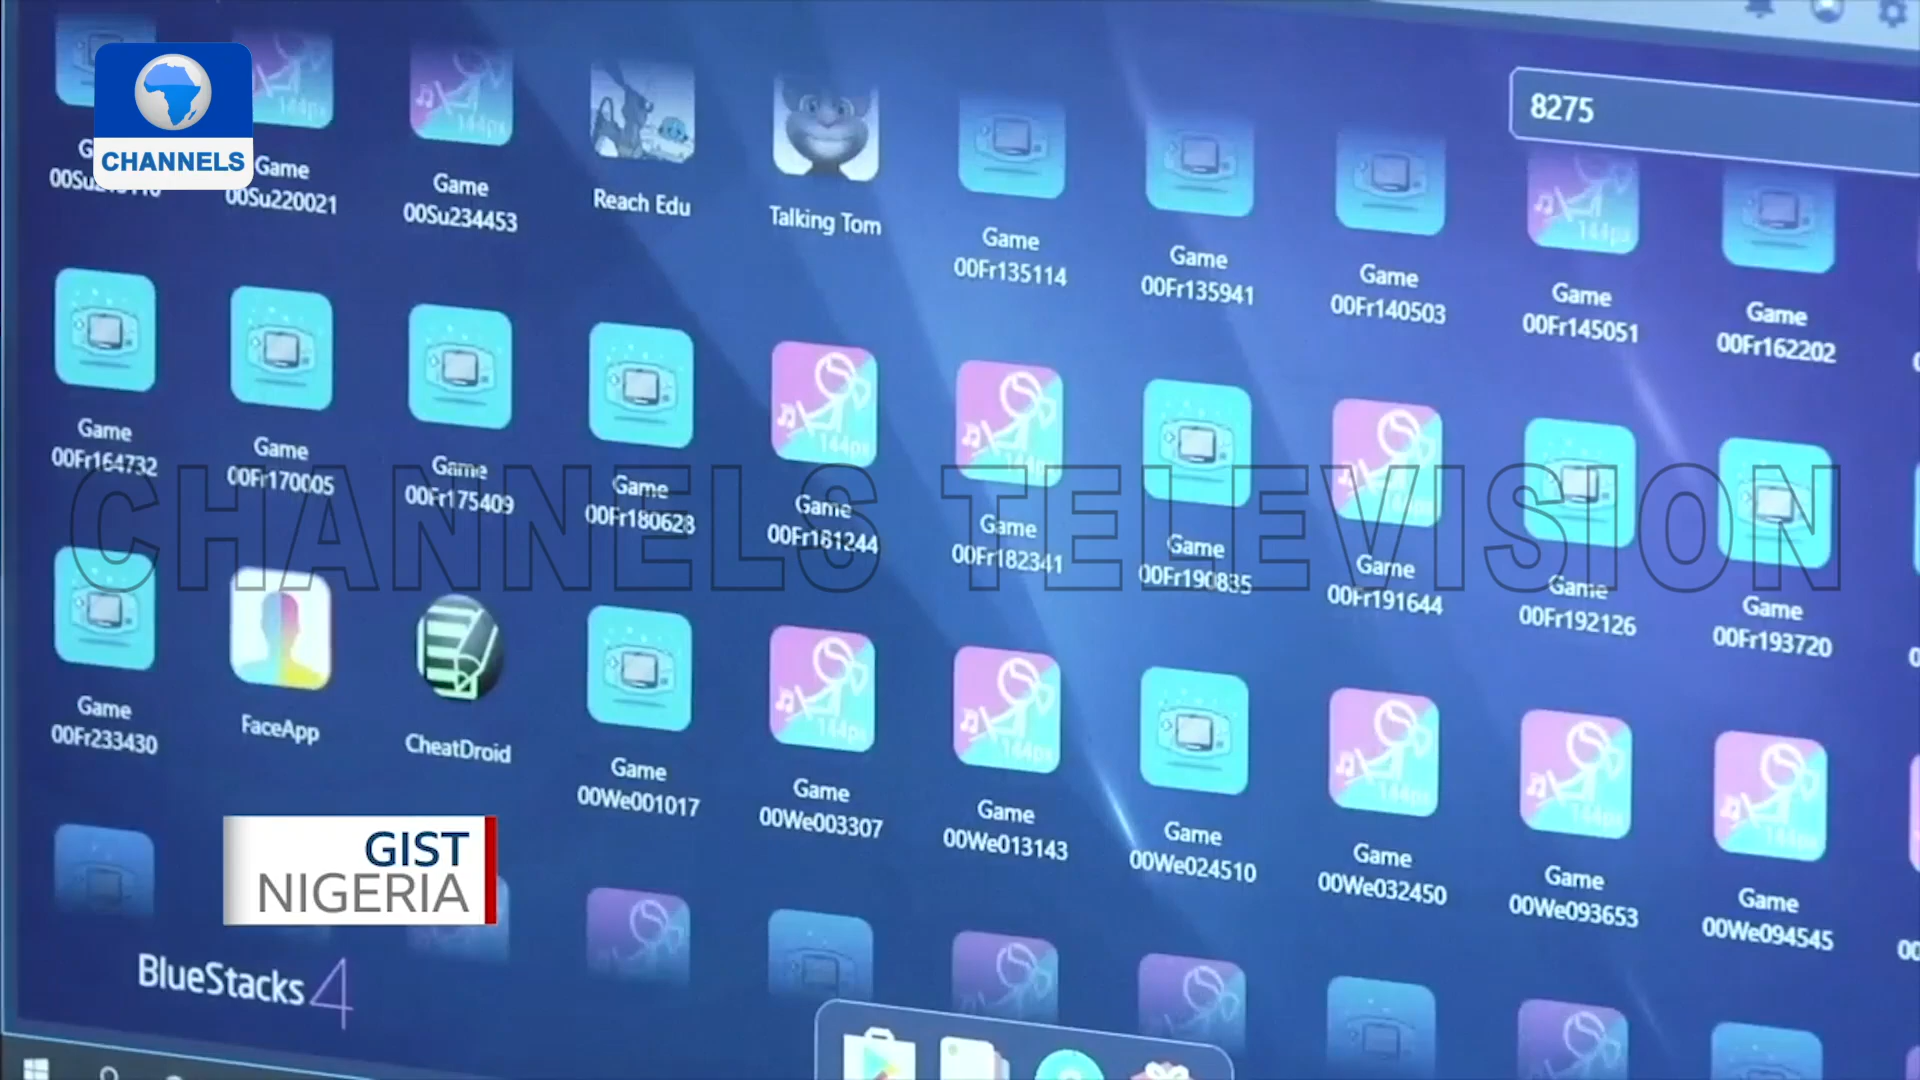 8275
CHANNELS
Game
00Su220021
Game
00Su234453
Reach Edu
Talking Tom
Game
00Fr135114
Game
00Fr135941
Game
00Fr140503
Game
00Fr145051
Game
00Fr162202
Game
00Fr164732
Game
00Fr170005
Game
00Fr175409
Game
00Fr180628
Game
00Fr181244
Game
00Fr182341
Game
00Fr190835
Game
00Fr191644
Game
00Fr192126
Game
00Fr193720
CHANNELS TELEVISION
Game
00Fr233430
FaceApp
CheatDroid
Game
00We001017
Game
00We003307
Game
00We013143
Game
00We024510
Game
00We032450
Game
00We093653
Game
00We094545
GIST
NIGERIA
BlueStacks 4